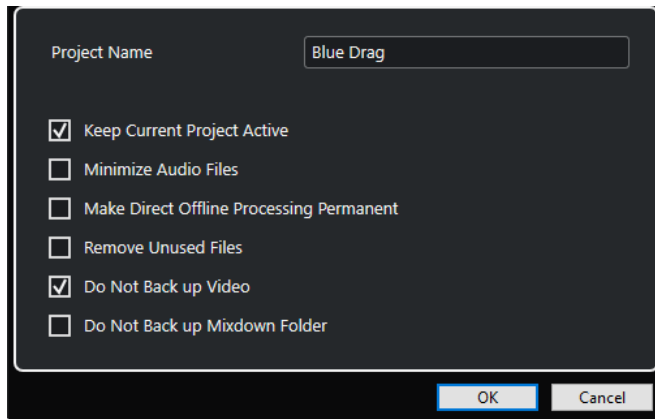 Project Name
Blue Drag
Keep Current Project Active
Minimize Audio Files
Make Direct Offline Processing Permanent
Remove Unused Files
Do Not Back up Video
Do Not Back up Mixdown Folder
OK
Cancel